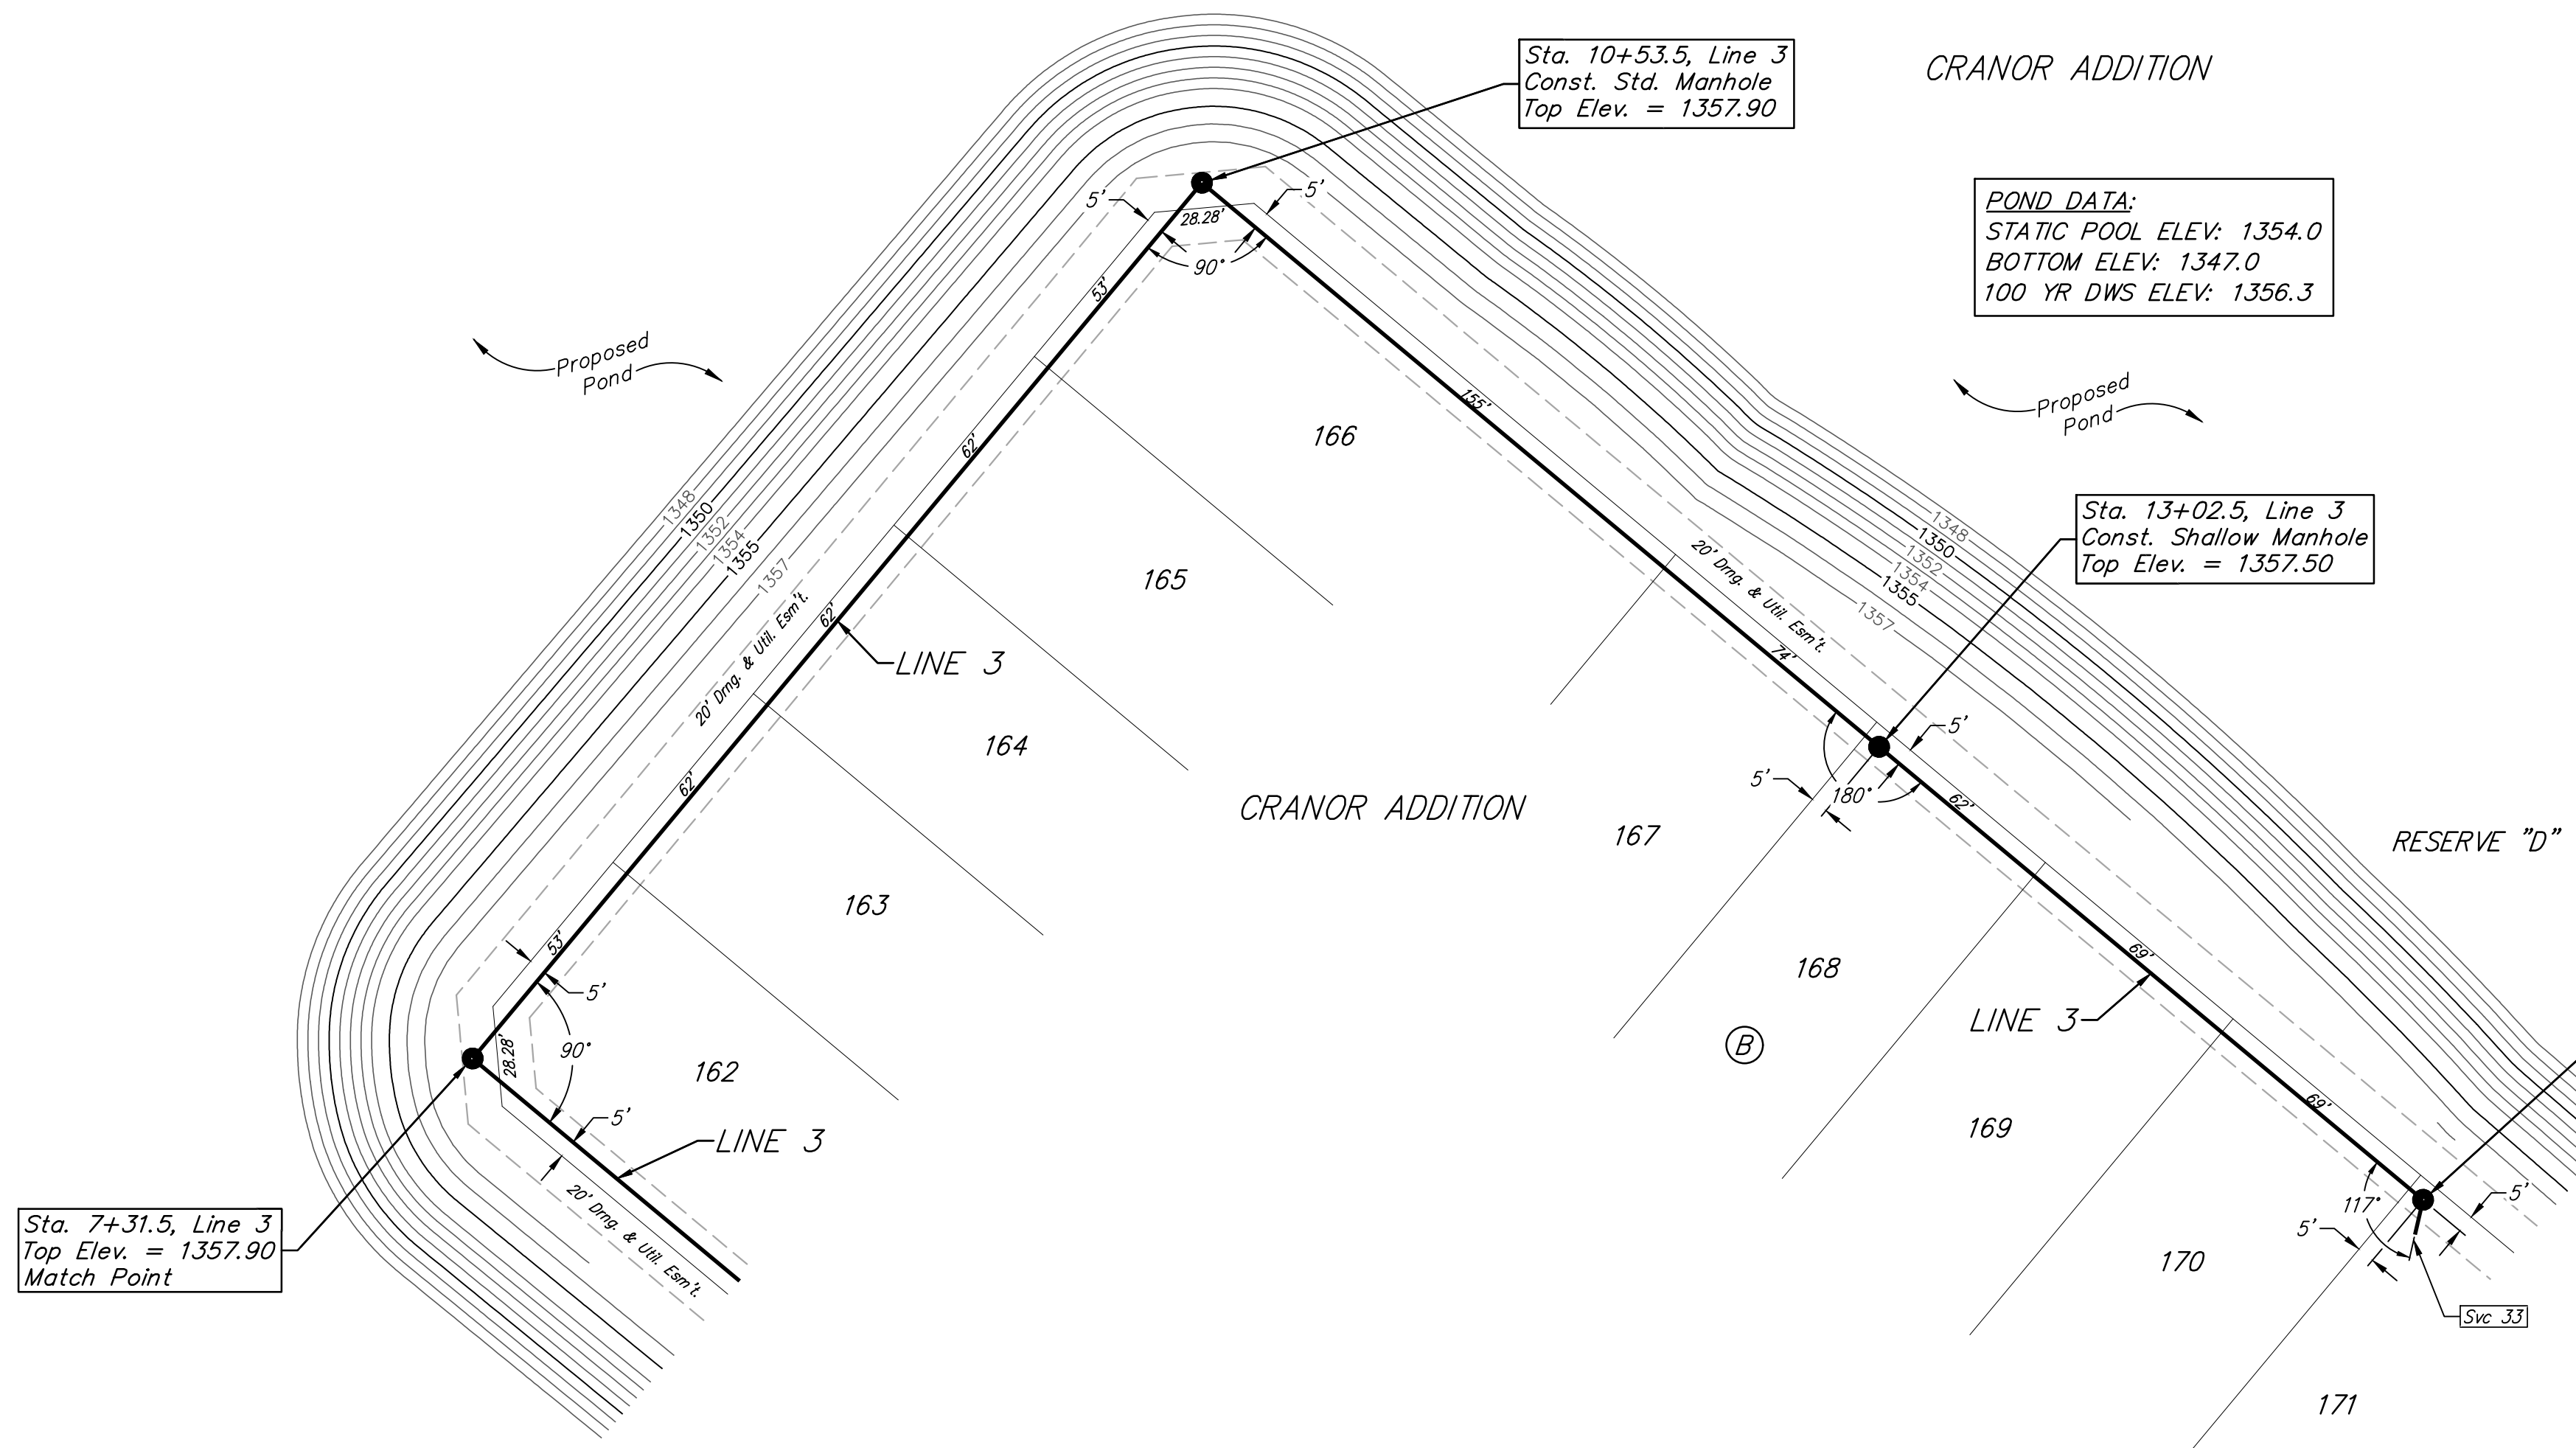 Sta. 10+53.5, Line 3
Const. Std. Manhole
Top Elev. = 1357.90
CRANOR ADDITION
POND DATA:
STATIC POOL ELEV: 1354.0
BOTTOM ELEV: 1347.0
100 YR DWS ELEV: 1356.3
5'
5'
28.28'
90°
53'
Proposed
Pond
Proposed
Pond
155'
166
62'
1348
1350
1352
1354
1355
1357
Sta. 13+02.5, Line 3
Const. Shallow Manhole
Top Elev. = 1357.50
1348
1350
1352
1354
1355
1357
165
62'
20' Drng. & Util. Esm't.
20' Drng. & Util. Esm't.
LINE 3
74'
164
62'
5'
5'
180°
62'
CRANOR ADDITION
167
RESERVE "D"
163
168
53'
69'
5'
LINE 3
28.28'
90°
B
162
169
69'
5'
LINE 3
20' Drng. & Util. Esm't.
117°
5'
5'
Sta. 7+31.5, Line 3
Top Elev. = 1357.90
Match Point
170
Svc 33
171